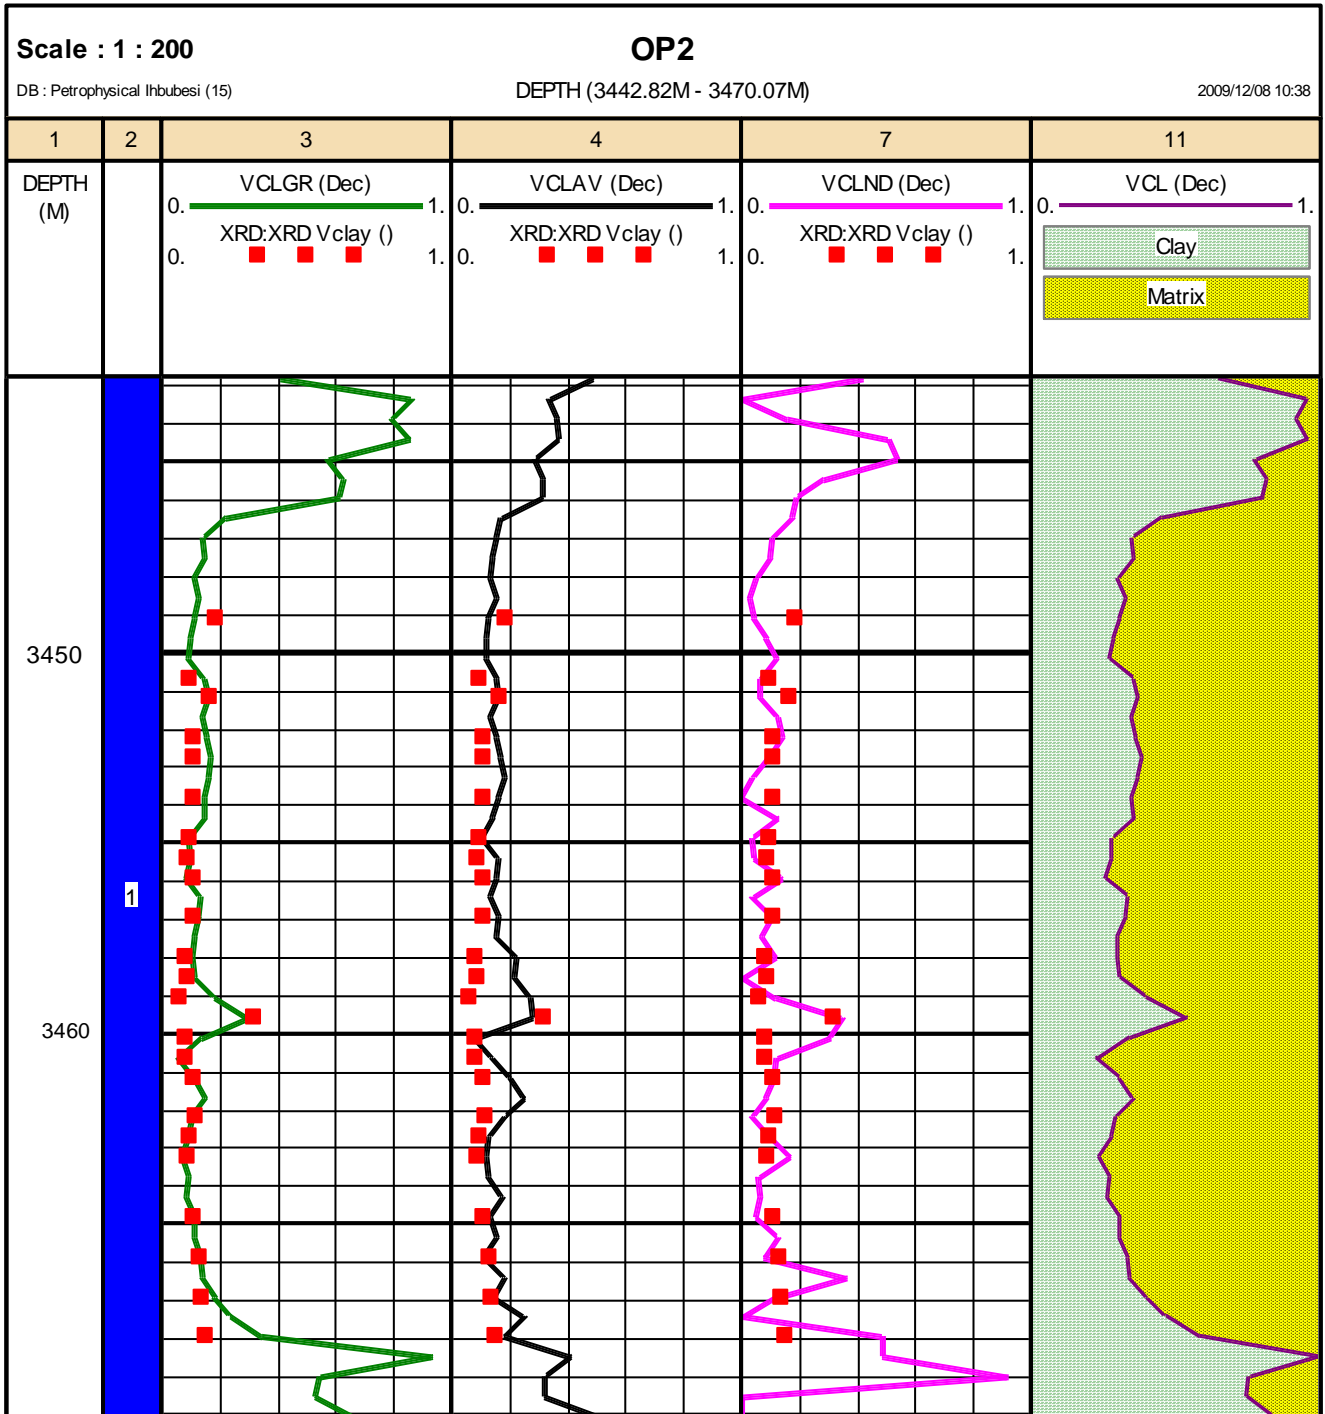 Scale : 1 : 200
OP2
DB : Petrophysical Ihbubesi (15)
DEPTH (3442.82M - 3470.07M)
2009/12/08 10:38
1 2 3 4 7 11
DEPTH
(M)
VCLGR (Dec)
0. 1.
XRD:XRD Vclay ()
0. 1.
VCLAV (Dec)
0. 1.
XRD:XRD Vclay ()
0. 1.
VCLND (Dec)
0. 1.
XRD:XRD Vclay ()
0. 1.
VCL (Dec)
0. 1.
Clay
Matrix
3450
1
3460